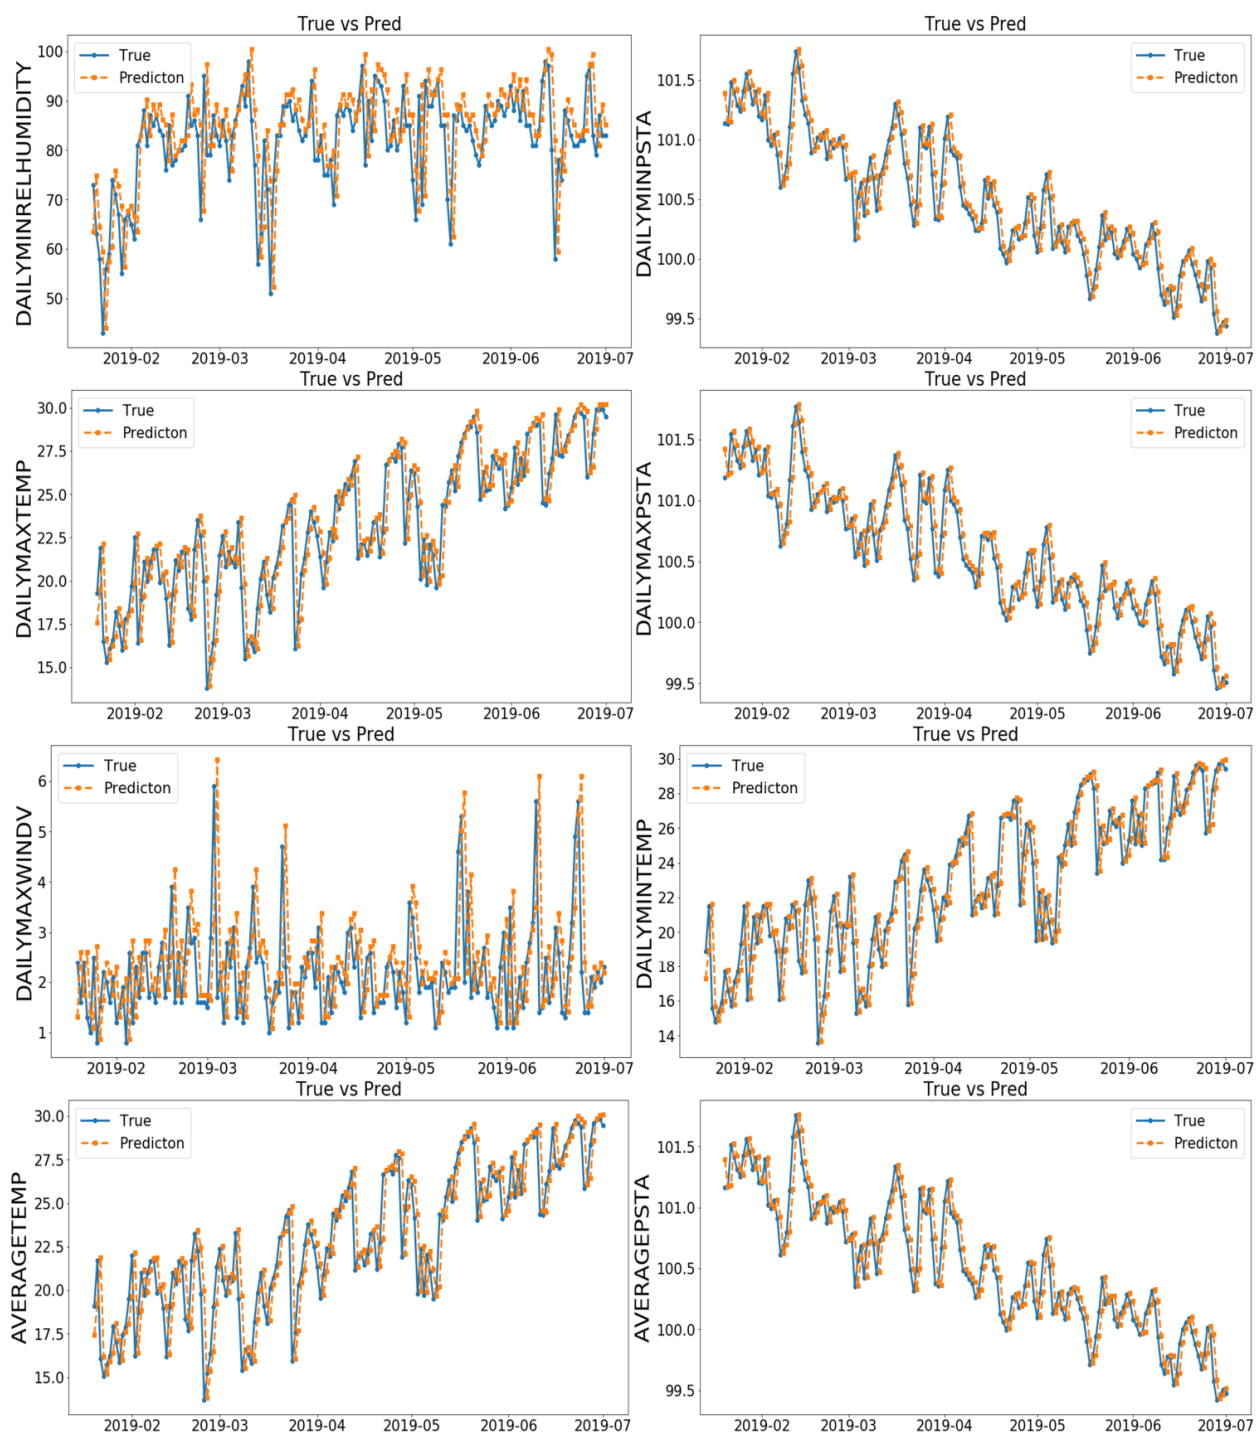 True vs Pred
DAILYMINRELHUMIDITY
100
90
80
70
60
50
True
Predicton
2019-02 2019-03 2019-04 2019-05 2019-06 2019-07
True vs Pred
DAILYMINPSTA
101.5
101.0
100.5
100.0
99.5
True
Predicton
2019-02 2019-03 2019-04 2019-05 2019-06 2019-07
True vs Pred
DAILYMAXTEMP
30.0
27.5
25.0
22.5
20.0
17.5
15.0
True
Predicton
2019-02 2019-03 2019-04 2019-05 2019-06 2019-07
True vs Pred
DAILYMAXPSTA
101.5
101.0
100.5
100.0
99.5
True
Predicton
2019-02 2019-03 2019-04 2019-05 2019-06 2019-07
True vs Pred
DAILYMAXWINDV
6
5
4
3
2
1
True
Predicton
2019-02 2019-03 2019-04 2019-05 2019-06 2019-07
True vs Pred
DAILYMINTEMP
30
28
26
24
22
20
18
16
14
True
Predicton
2019-02 2019-03 2019-04 2019-05 2019-06 2019-07
True vs Pred
AVERAGETEMP
30.0
27.5
25.0
22.5
20.0
17.5
15.0
True
Predicton
2019-02 2019-03 2019-04 2019-05 2019-06 2019-07
True vs Pred
AVERAGEPSTA
101.5
101.0
100.5
100.0
99.5
True
Predicton
2019-02 2019-03 2019-04 2019-05 2019-06 2019-07